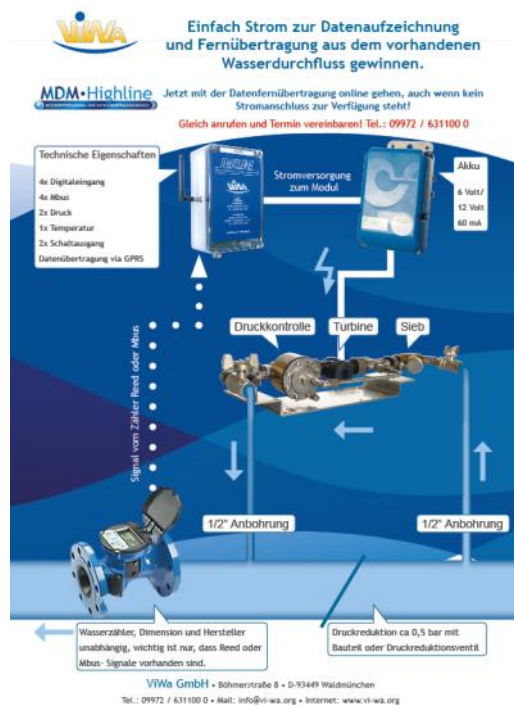 ViWa
Einfach Strom zur Datenaufzeichnung
und Fernübertragung aus dem vorhandenen
Wasserdurchfluss gewinnen.
MDM•Highline
Jetzt mit der Datenfernübertragung online gehen, auch wenn kein
Stromanschluss zur Verfügung steht!
Gleich anrufen und Termin vereinbaren! Tel.: 09972 / 631100 0
Technische Eigenschaften
4x Digitaleingang
4x Mbus
2x Druck
1x Temperatur
2x Schaltausgang
Datenübertragung via GPRS
ViWa
Stromversorgung
zum Modul
Akku
6 Volt/
12 Volt
60 mA
Druckkontrolle
Turbine
Sieb
Signal vom Zähler Reed oder Mbus
1/2" Anbohrung
1/2" Anbohrung
Wasserzähler, Dimension und Hersteller
unabhängig, wichtig ist nur, dass Reed oder
Mbus- Signale vorhanden sind.
Druckreduktion ca 0,5 bar mit
Bauteil oder Druckreduktionsventil
ViWa GmbH • Böhmerstraße 8 • D-93449 Waldmünchen
Tel.: 09972 / 631100 0 • Mail: info@vi-wa.org • Internet: www.vi-wa.org